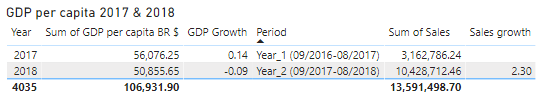 GDP per capita 2017 & 2018
Year Sum of GDP per capita BR $ GDP Growth Period Sum of Sales Sales growth
2017 56,076.25 0.14 Year_1 (09/2016-08/2017) 3,162,786.24
2018 50,855.65 -0.09 Year_2 (09/2017-08/2018) 10,428,712.46 2.30
4035 106,931.90 13,591,498.70